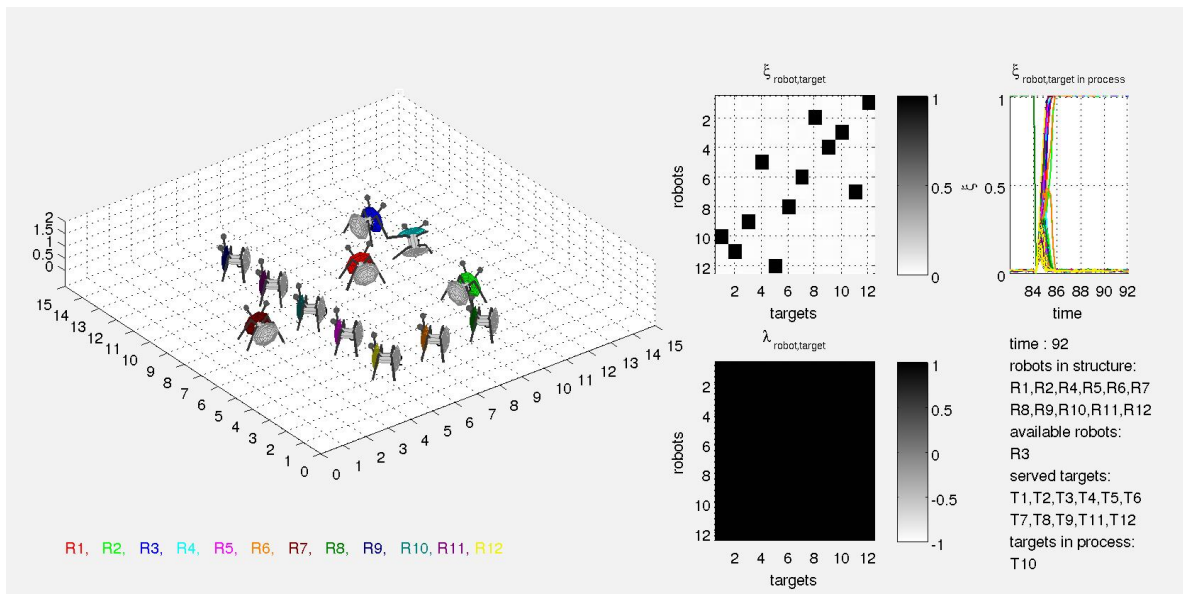 2
1.5
1
0.5
0
15
14
13
12
11
10
9
8
7
6
5
4
3
2
1
0
0
1
2
3
4
5
6
7
8
9
10
11
12
13
14
15
R1, R2, R3, R4, R5, R6, R7, R8, R9, R10, R11, R12
ξ robot,target
robots
2
4
6
8
10
12
2 4 6 8 10 12
targets
1
0.5
0
ξ robot,target in process
ξ
1
0.5
0
84 86 88 90 92
time
λ robot,target
robots
2
4
6
8
10
12
2 4 6 8 10 12
targets
1
0.5
0
-0.5
-1
time : 92
robots in structure:
R1,R2,R4,R5,R6,R7
R8,R9,R10,R11,R12
available robots:
R3
served targets:
T1,T2,T3,T4,T5,T6
T7,T8,T9,T11,T12
targets in process:
T10